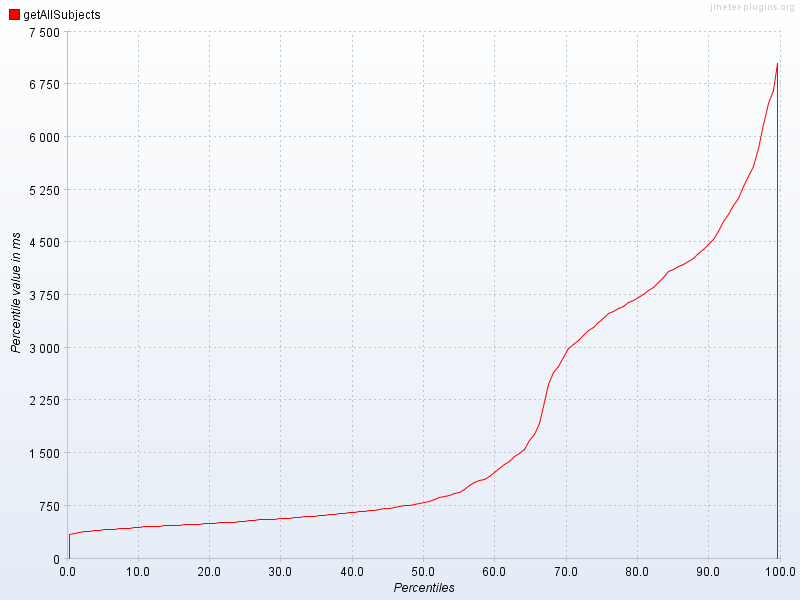 jmeter-plugins.org
getAllSubjects
7 500
6 750
6 000
5 250
4 500
3 750
3 000
2 250
1 500
750
0
Percentile value in ms
0.0 10.0 20.0 30.0 40.0 50.0 60.0 70.0 80.0 90.0 100.0
Percentiles